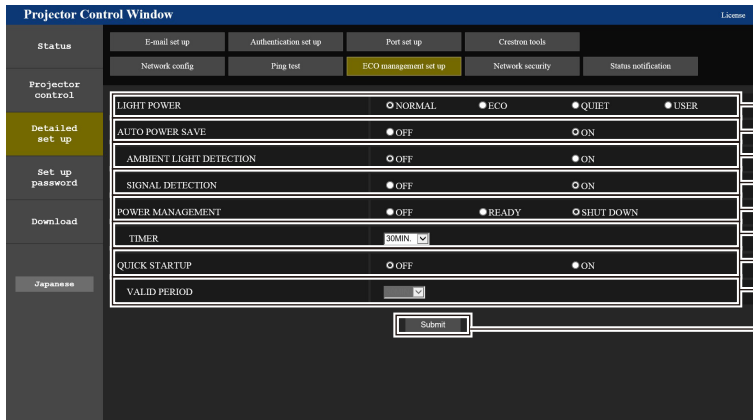 Projector Control Window License
Status
E-mail set up Authentication set up Port set up Crestron tools
Network config Ping test ECO management set up Network security Status notification
Projector
control
Detailed
set up
Set up
password
Download
Japanese
LIGHT POWER NORMAL ECO QUIET USER
AUTO POWER SAVE OFF ON
AMBIENT LIGHT DETECTION OFF ON
SIGNAL DETECTION OFF ON
POWER MANAGEMENT OFF READY SHUT DOWN
TIMER 30MIN.
QUICK STARTUP OFF ON
VALID PERIOD
Submit